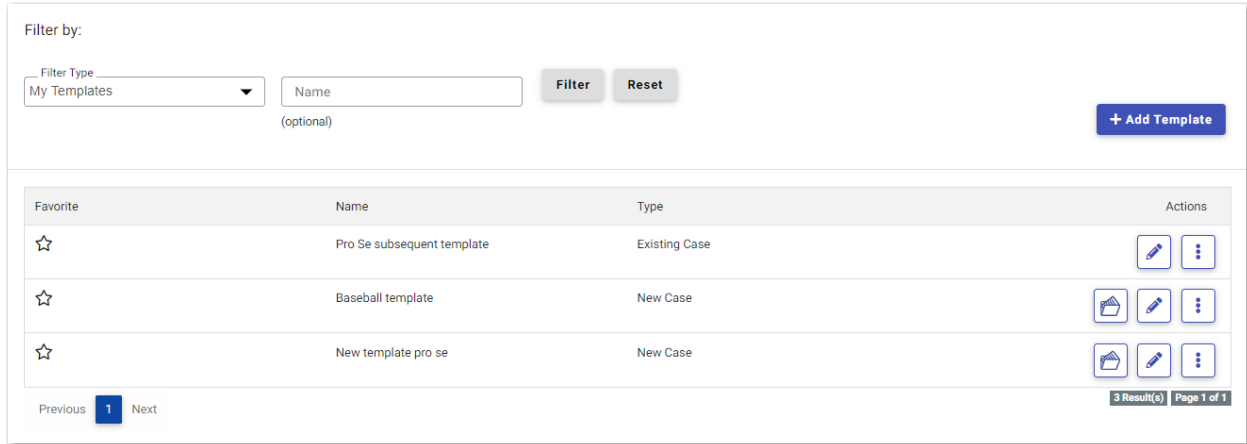 Filter by:
Filter Type
My Templates
Name
Filter
Reset
(optional)
+ Add Template
Favorite Name Type Actions
Pro Se subsequent template Existing Case
Baseball template New Case
New template pro se New Case
Previous 1 Next
3 Result(s) Page 1 of 1